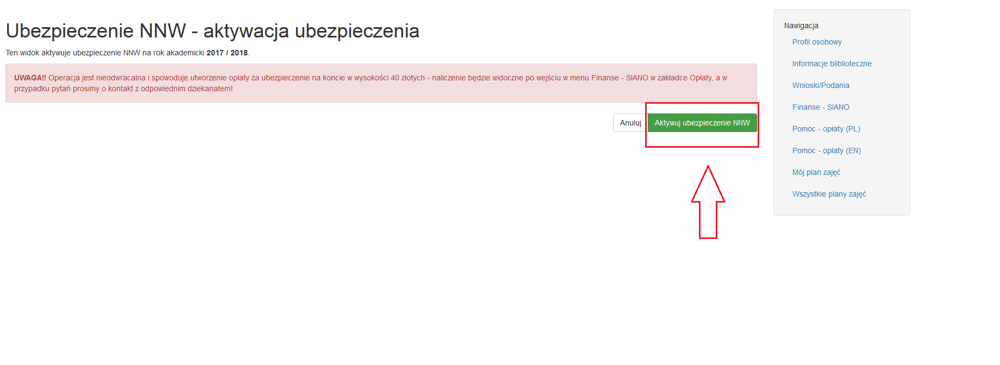 Ubezpieczenie NNW - aktywacja ubezpieczenia
Ten widok aktywuje ubezpieczenie NNW na rok akademicki 2017 / 2018.
UWAGA!! Operacja jest nieodwracalna i spowoduje utworzenie opłaty za ubezpieczenie na koncie w wysokości 40 złotych - naliczenie będzie widoczne po wejściu w menu Finanse - SIANO w zakładce Opłaty, a w
przypadku pytań prosimy o kontakt z odpowiednim dziekanatem!
Anuluj
Aktywuj ubezpieczenie NNW
Nawigacja
Profil osobowy
Informacje bliblioteczne
Wnioski/Podania
Finanse - SIANO
Pomoc - opłaty (PL)
Pomoc - opłaty (EN)
Mój plan zajęć
Wszystkie plany zajęć